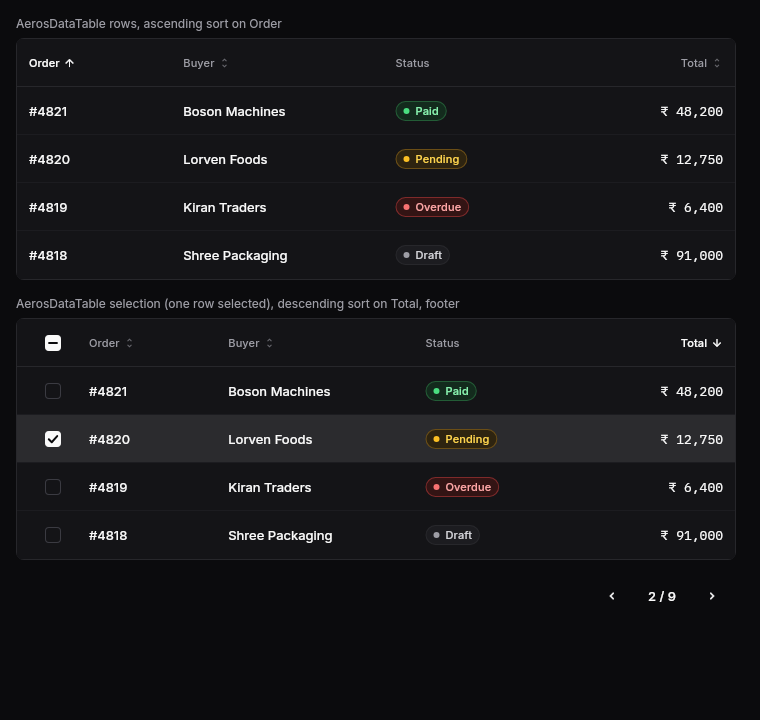 AerosDataTable rows, ascending sort on Order
Order Buyer Status Total
#4821 Boson Machines Paid ₹ 48,200
#4820 Lorven Foods Pending ₹ 12,750
#4819 Kiran Traders Overdue ₹ 6,400
#4818 Shree Packaging Draft ₹ 91,000
AerosDataTable selection (one row selected), descending sort on Total, footer
Order Buyer Status Total
#4821 Boson Machines Paid ₹ 48,200
#4820 Lorven Foods Pending ₹ 12,750
#4819 Kiran Traders Overdue ₹ 6,400
#4818 Shree Packaging Draft ₹ 91,000
2 / 9